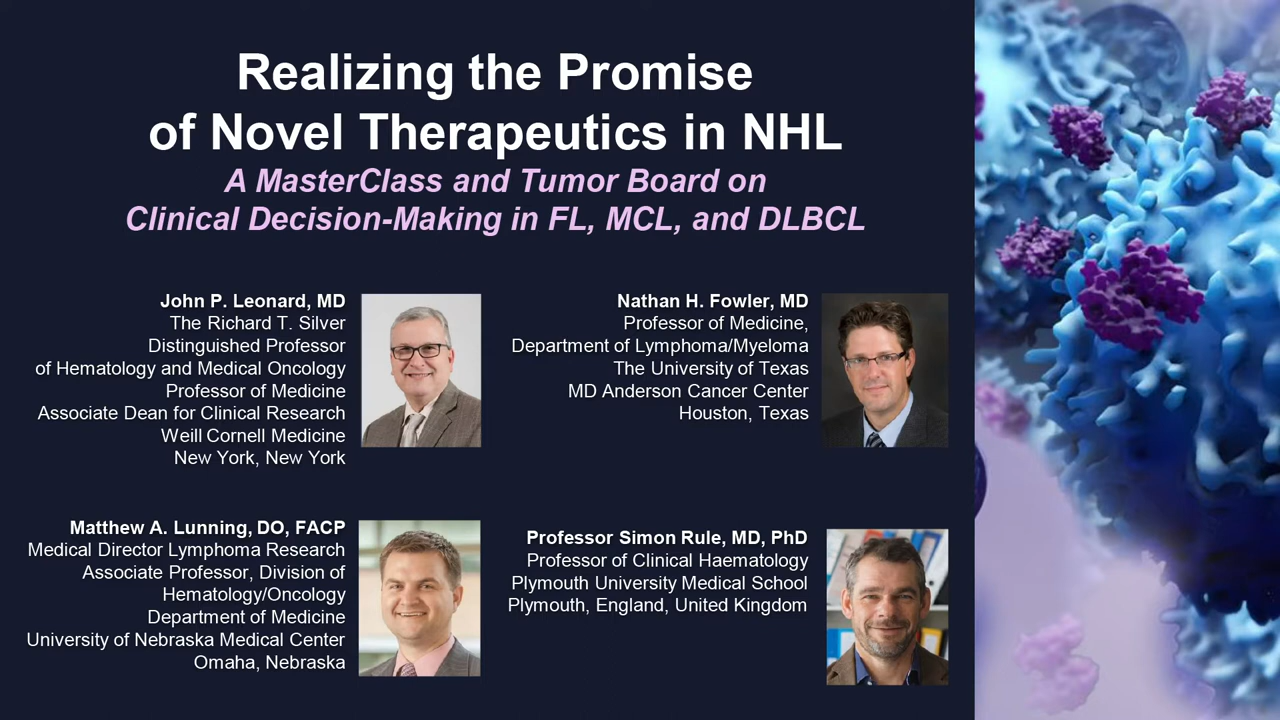 Realizing the Promise
of Novel Therapeutics in NHL
A MasterClass and Tumor Board on
Clinical Decision-Making in FL, MCL, and DLBCL
John P. Leonard, MD
The Richard T. Silver
Distinguished Professor
of Hematology and Medical Oncology
Professor of Medicine
Associate Dean for Clinical Research
Weill Cornell Medicine
New York, New York
Nathan H. Fowler, MD
Professor of Medicine,
Department of Lymphoma/Myeloma
The University of Texas
MD Anderson Cancer Center
Houston, Texas
Matthew A. Lunning, DO, FACP
Medical Director Lymphoma Research
Associate Professor, Division of
Hematology/Oncology
Department of Medicine
University of Nebraska Medical Center
Omaha, Nebraska
Professor Simon Rule, MD, PhD
Professor of Clinical Haematology
Plymouth University Medical School
Plymouth, England, United Kingdom